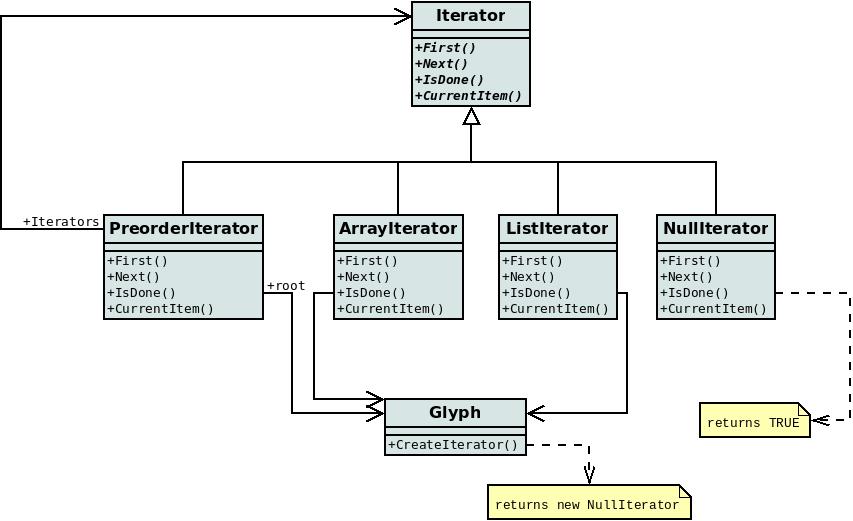 Iterator
+First()
+Next()
+IsDone()
+CurrentItem()
+Iterators
PreorderIterator
+First()
+Next()
+IsDone()
+CurrentItem()
+root
ArrayIterator
+First()
+Next()
+IsDone()
+CurrentItem()
ListIterator
+First()
+Next()
+IsDone()
+CurrentItem()
NullIterator
+First()
+Next()
+IsDone()
+CurrentItem()
Glyph
+CreateIterator()
returns TRUE
returns new NullIterator